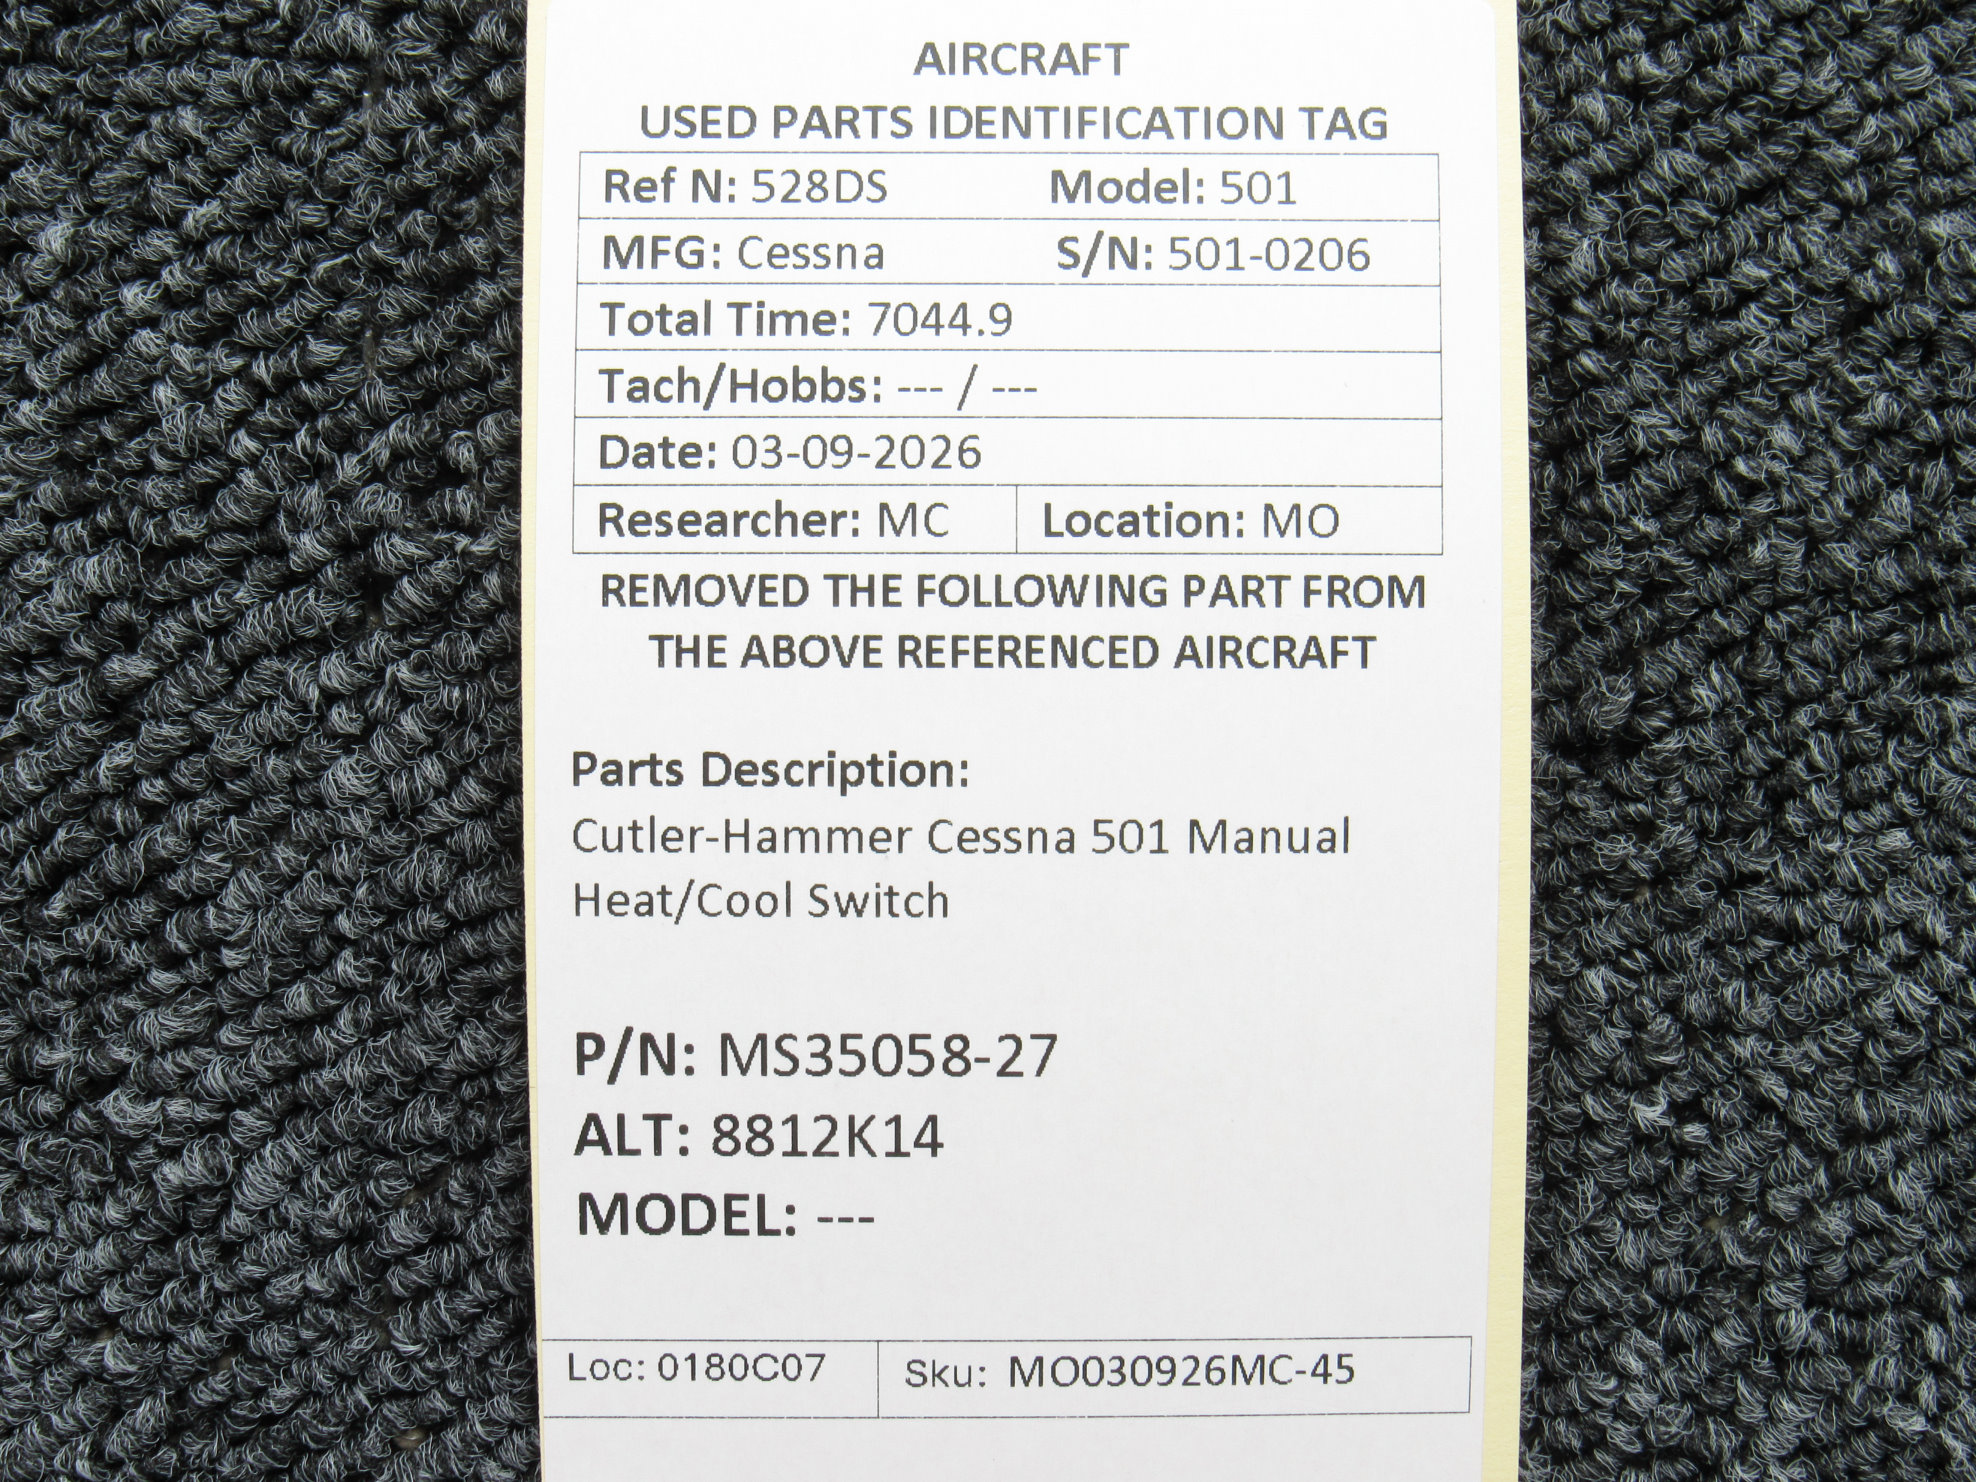 AIRCRAFT
USED PARTS IDENTIFICATION TAG
Ref N: 528DS Model: 501
MFG: Cessna S/N: 501-0206
Total Time: 7044.9
Tach/Hobbs: --- / ---
Date: 03-09-2026
Researcher: MC Location: MO
REMOVED THE FOLLOWING PART FROM
THE ABOVE REFERENCED AIRCRAFT
Parts Description:
Cutler-Hammer Cessna 501 Manual
Heat/Cool Switch
P/N: MS35058-27
ALT: 8812K14
MODEL: ---
Loc: 0180C07 Sku: MO030926MC-45